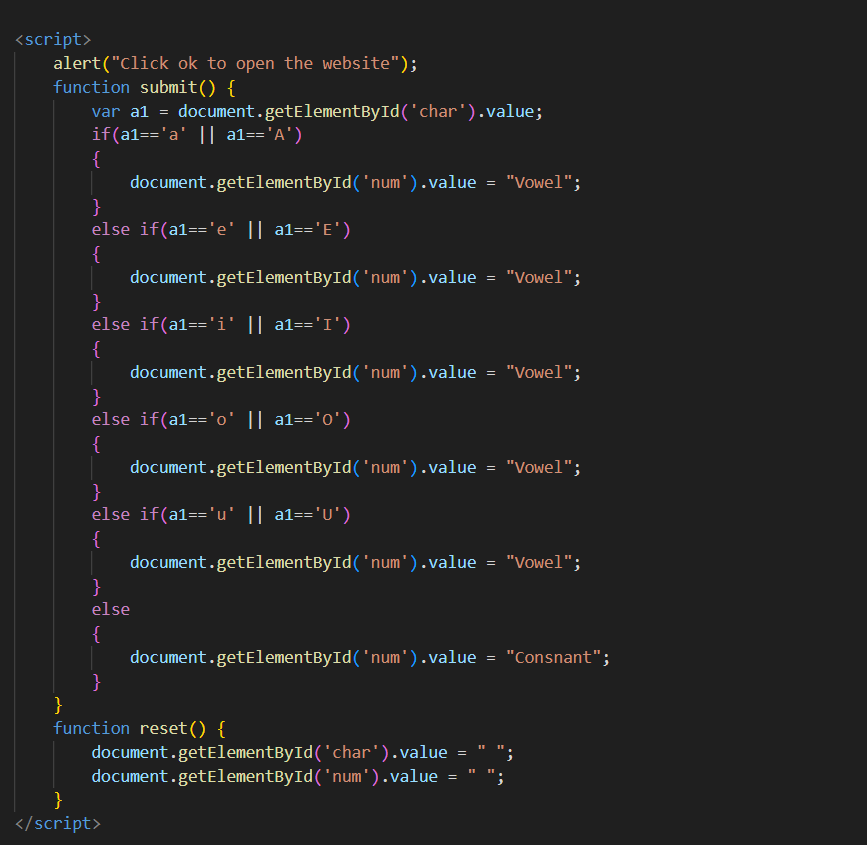 <script>
alert("Click ok to open the website");
function submit() {
var a1 = document.getElementById('char').value;
if(a1=='a' || a1=='A')
{
document.getElementById('num').value = "Vowel";
}
else if(a1=='e' || a1=='E')
{
document.getElementById('num').value = "Vowel";
}
else if(a1=='i' || a1=='I')
{
document.getElementById('num').value = "Vowel";
}
else if(a1=='o' || a1=='O')
{
document.getElementById('num').value = "Vowel";
}
else if(a1=='u' || a1=='U')
{
document.getElementById('num').value = "Vowel";
}
else
{
document.getElementById('num').value = "Consnant";
}
}
function reset() {
document.getElementById('char').value = " ";
document.getElementById('num').value = " ";
}
</script>